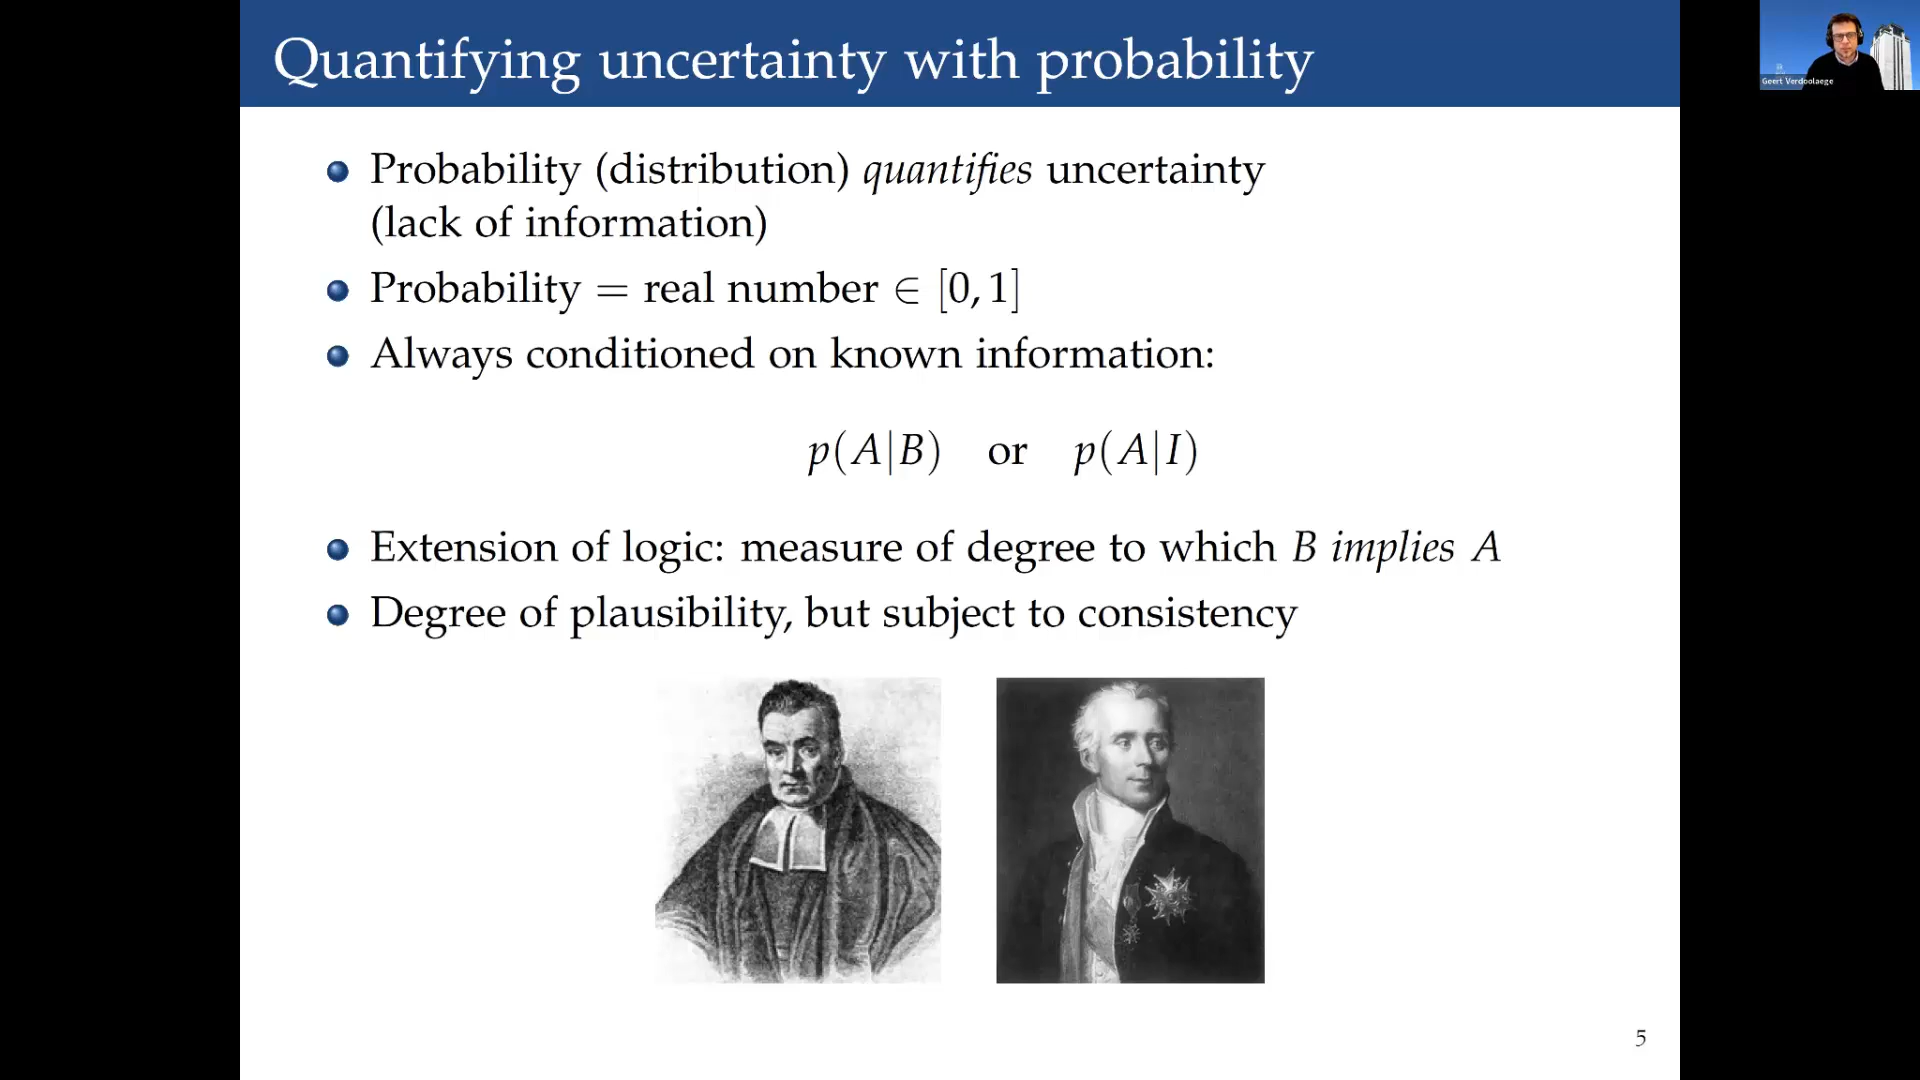 Quantifying uncertainty with probability
Geert Verdoolaege
Probability (distribution) quantifies uncertainty
(lack of information)
Probability = real number ∈ [0, 1]
Always conditioned on known information:
p(A|B) or p(A|I)
Extension of logic: measure of degree to which B implies A
Degree of plausibility, but subject to consistency
5